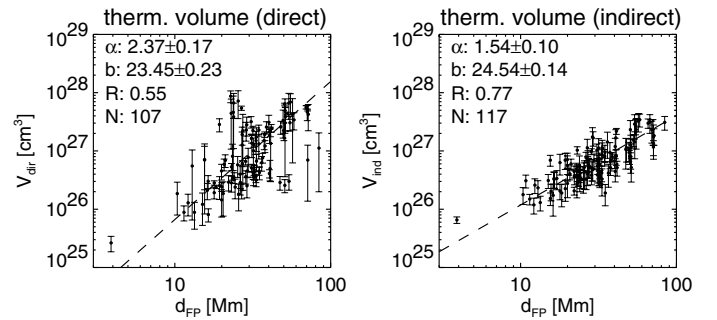 therm. volume (direct)
10^29
10^28
10^27
10^26
10^25
V_dir [cm^3]
α: 2.37±0.17
b: 23.45±0.23
R: 0.55
N: 107
10
100
d_FP [Mm]
therm. volume (indirect)
10^29
10^28
10^27
10^26
10^25
V_ind [cm^3]
α: 1.54±0.10
b: 24.54±0.14
R: 0.77
N: 117
10
100
d_FP [Mm]